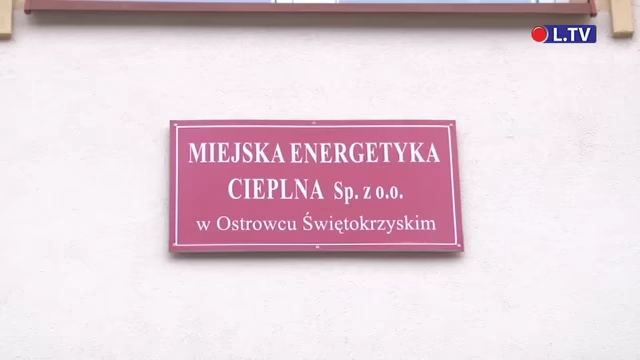 L.TV
MIEJSKA ENERGETYKA
CIEPLNA Sp. z o.o.
w Ostrowcu Świętokrzyskim